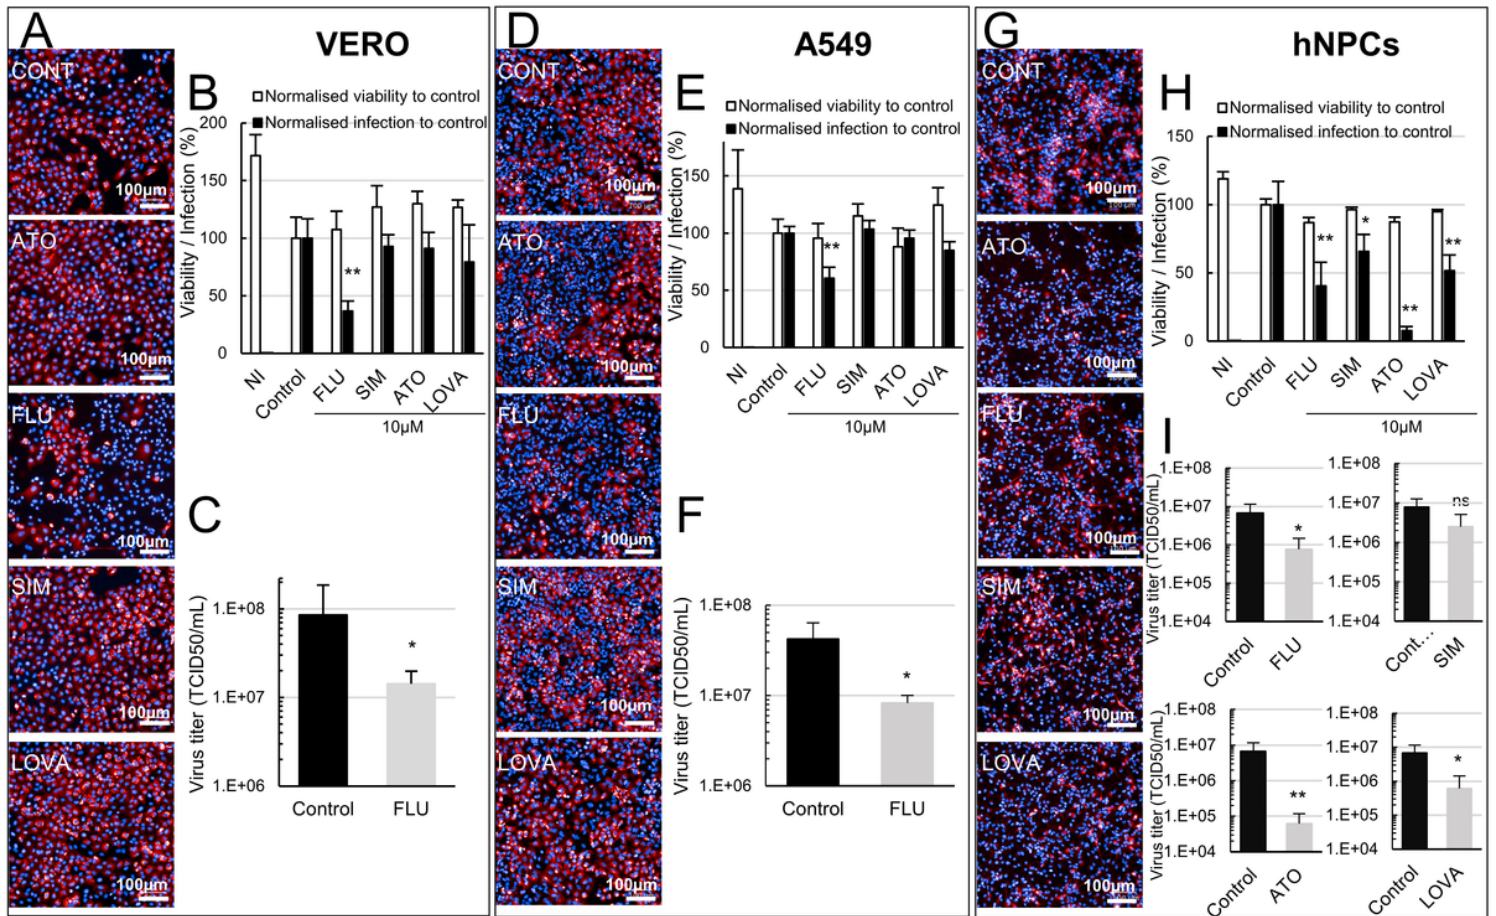 A
VERO
CONT
100µm
ATO
100µm
FLU
100µm
SIM
100µm
LOVA
100µm
B
Normalised viability to control
Normalised infection to control
Viability / Infection (%)
200
150
100
50
0
**
NI
Control
FLU
SIM
ATO
LOVA
10µM
C
Virus titer (TCID50/mL)
1.E+08
1.E+07
1.E+06
*
Control
FLU
D
A549
CONT
100µm
ATO
100µm
FLU
100µm
SIM
100µm
LOVA
100µm
E
Normalised viability to control
Normalised infection to control
Viability / Infection (%)
150
100
50
0
**
NI
Control
FLU
SIM
ATO
LOVA
10µM
F
Virus titer (TCID50/mL)
1.E+08
1.E+07
1.E+06
*
Control
FLU
G
hNPCs
CONT
100µm
ATO
100µm
FLU
100µm
SIM
100µm
LOVA
100µm
H
Normalised viability to control
Normalised infection to control
Viability / Infection (%)
150
100
50
0
**
*
**
**
NI
Control
FLU
SIM
ATO
LOVA
10µM
I
Virus titer (TCID50/mL)
1.E+08
1.E+07
1.E+06
1.E+05
1.E+04
*
Control
FLU
1.E+08
1.E+07
1.E+06
1.E+05
1.E+04
ns
Cont...
SIM
Virus titer (TCID50/mL)
1.E+08
1.E+07
1.E+06
1.E+05
1.E+04
**
Control
ATO
1.E+08
1.E+07
1.E+06
1.E+05
1.E+04
*
Control
LOVA